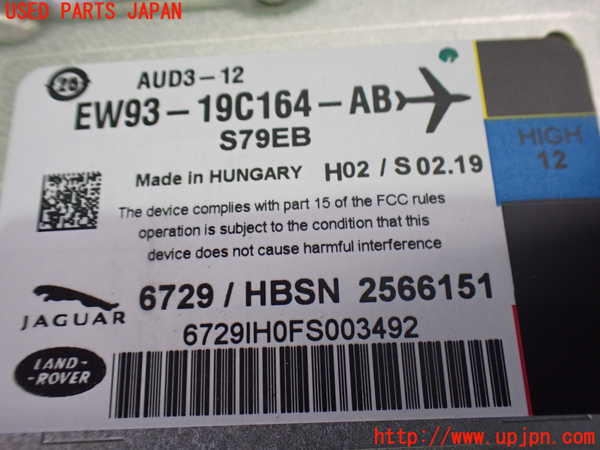 USED PARTS JAPAN
28
AUD3-12
EW93-19C164-AB
S79EB
HIGH
12
Made in HUNGARY H02 / S 02.19
The device complies with part 15 of the FCC rules
operation is subject to the condition that this
device does not cause harmful interference
JAGUAR
6729 / HBSN 2566151
6729IH0FS003492
LAND-
ROVER
http://www.upjpn.com/